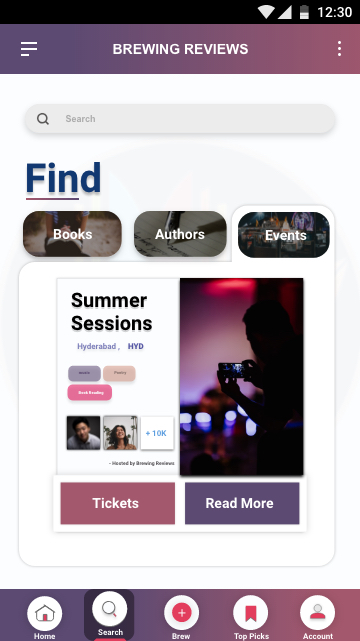 12:30
BREWING REVIEWS
Search
Find
Books
Authors
Events
Summer
Sessions
Hyderabad , HYD
Poetry
Book Reading
+ 10K
- Hosted by Brewing Reviews
Tickets
Read More
Home
Search
Brew
Top Picks
Account